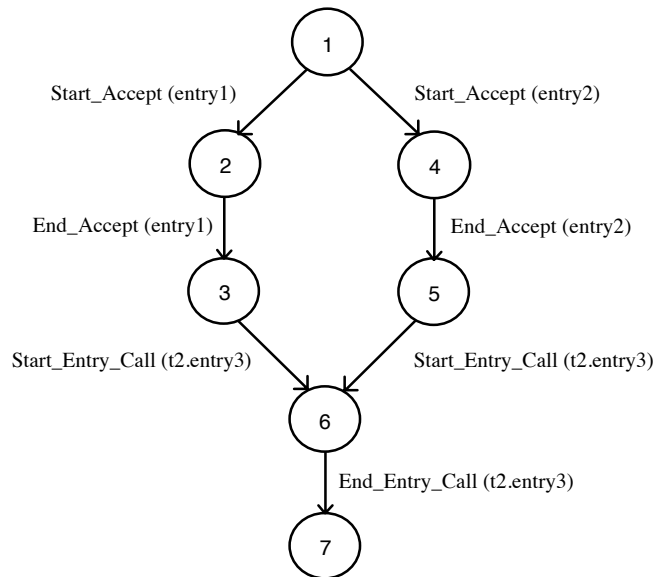 1
Start_Accept (entry1)
Start_Accept (entry2)
2
4
End_Accept (entry1)
End_Accept (entry2)
3
5
Start_Entry_Call (t2.entry3)
Start_Entry_Call (t2.entry3)
6
End_Entry_Call (t2.entry3)
7